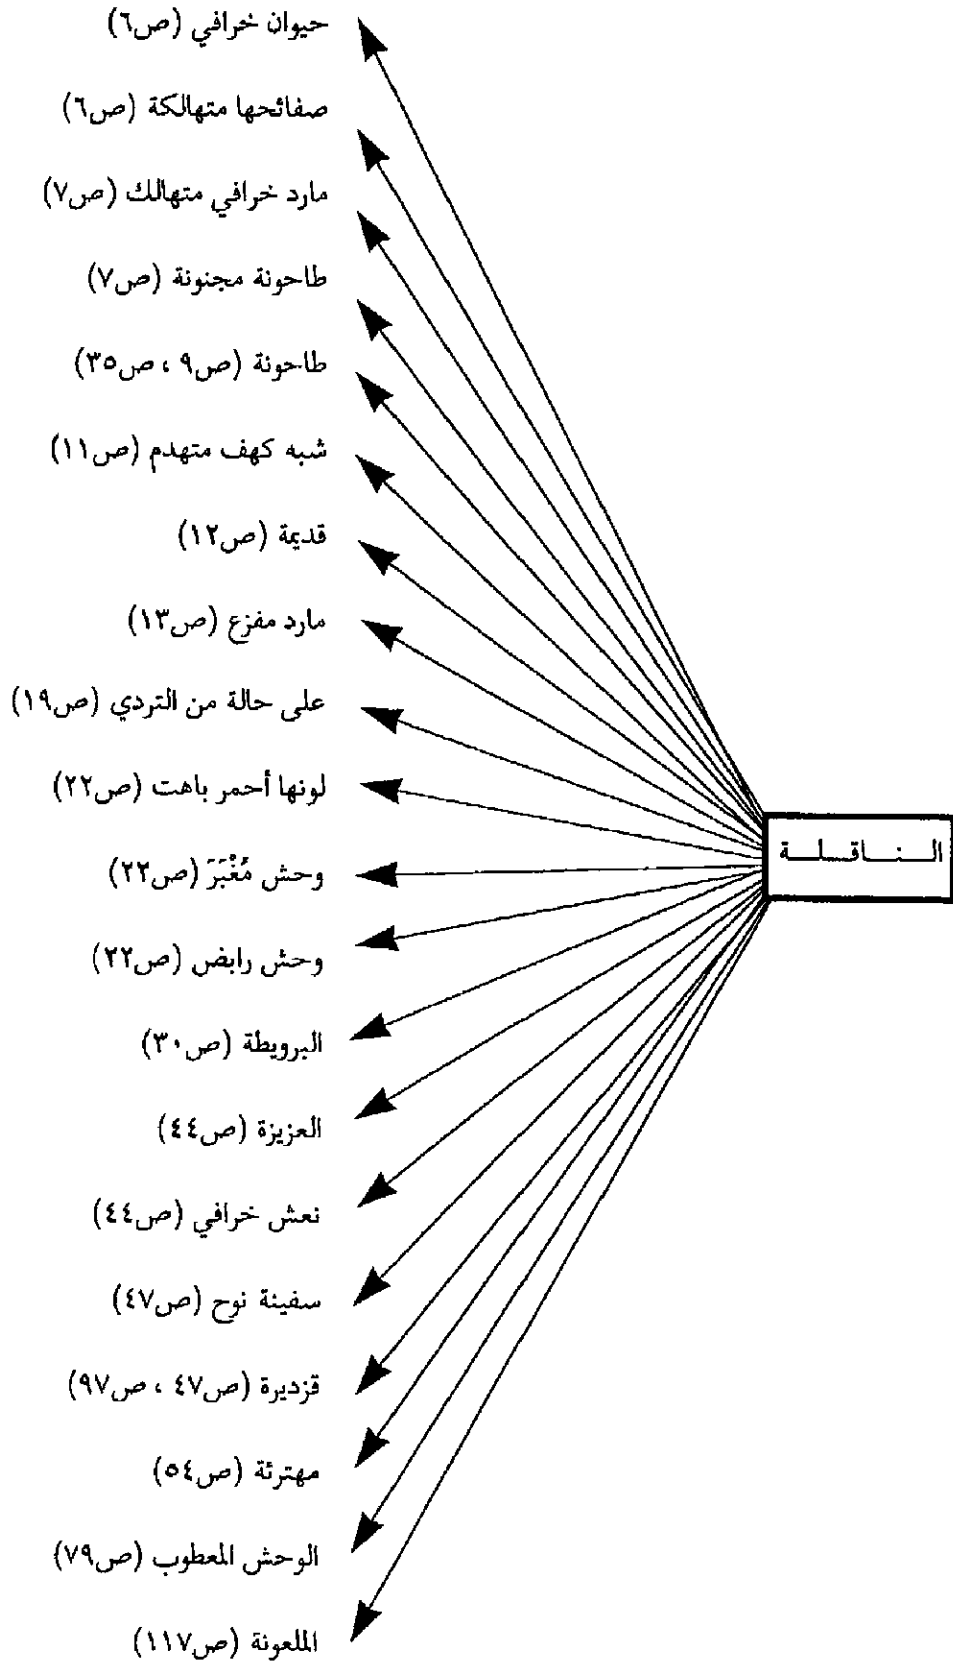 حيوان خرافي (ص٦)
صفائحها متهالكة (ص٦)
مارد خرافي متهالك (ص٧)
طاحونة مجنونة (ص٧)
طاحونة (ص٩ ، ص٣٥)
شبه كهف متهدم (ص١١)
قديمة (ص١٢)
مارد مفزع (ص١٣)
على حالة من التردي (ص١٩)
لونها أحمر باهت (ص٢٢)
النـاقـلـة
وحش مُغْبَرَ (ص٢٢)
وحش رابض (ص٢٢)
البرويطة (ص٣٠)
العزيزة (ص٤٤)
نعش خرافي (ص٤٤)
سفينة نوح (ص٤٧)
قزديرة (ص٤٧ ، ص٩٧)
مهترئة (ص٥٤)
الوحش المعطوب (ص٧٩)
الملعونة (ص١١٧)